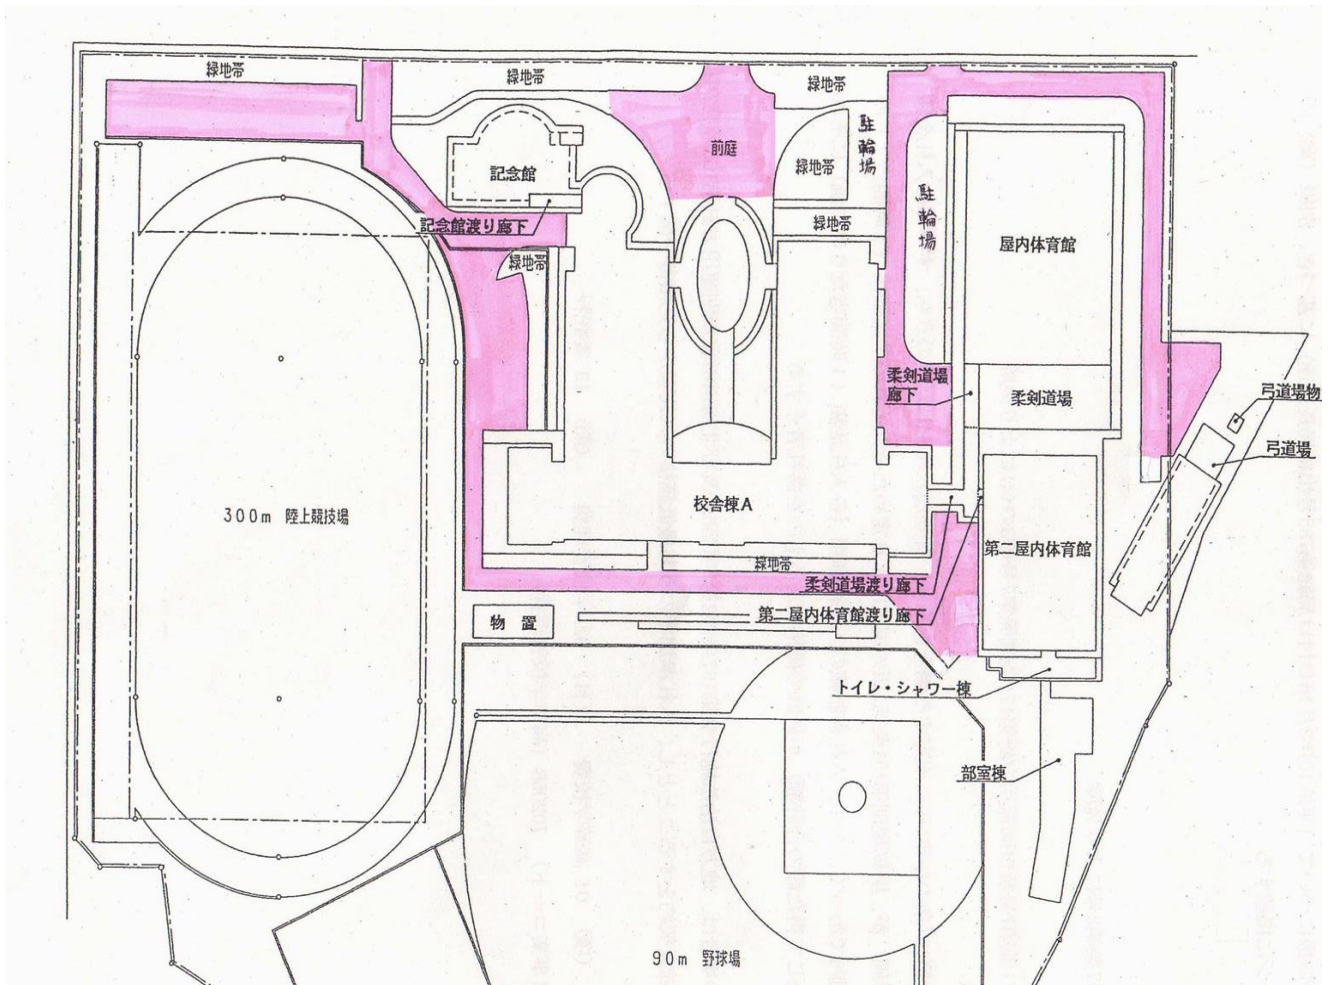 緑地帯
緑地帯
緑地帯
前庭
駐輪場
緑地帯
記念館
駐輪場
記念館渡り廊下
緑地帯
屋内体育館
緑地帯
柔剣道場
廊下
柔剣道場
弓道場物
弓道場
校舎棟A
300m 陸上競技場
第二屋内体育館
緑地帯
柔剣道場渡り廊下
第二屋内体育館渡り廊下
物置
トイレ・シャワー棟
部室棟
90m 野球場